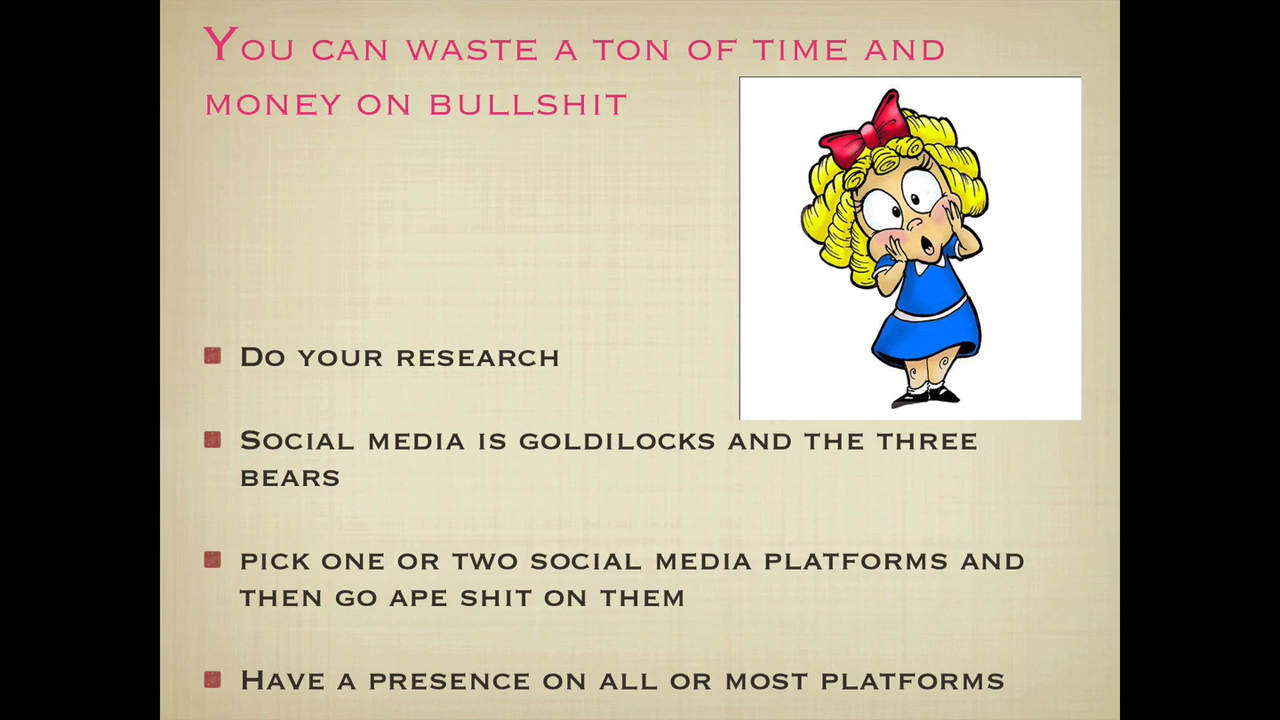 You can waste a ton of time and
money on bullshit
Do your research
Social media is goldilocks and the three
bears
pick one or two social media platforms and
then go ape shit on them
Have a presence on all or most platforms